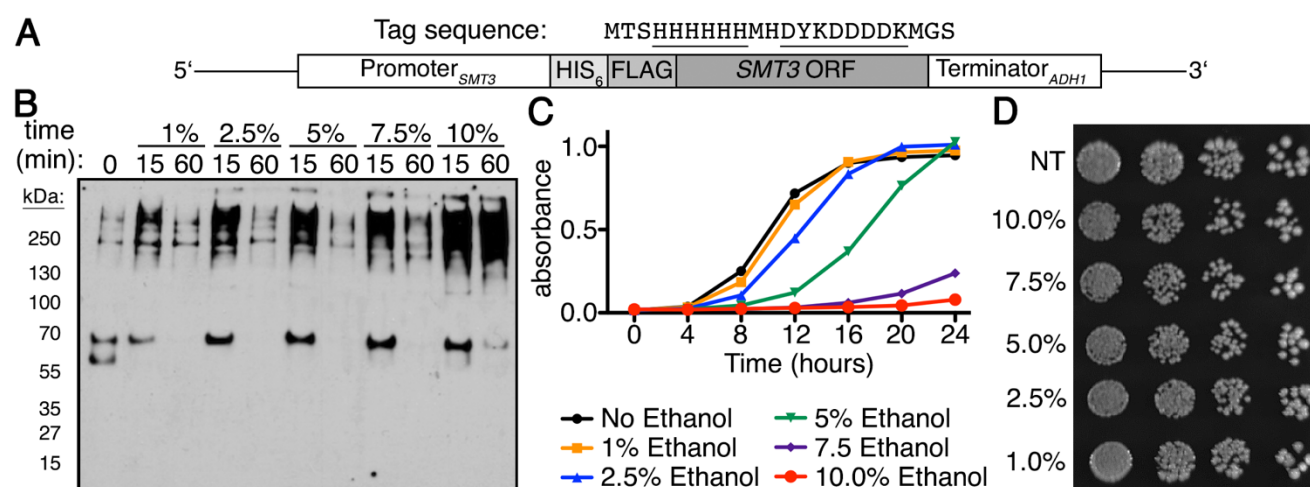 A
Tag sequence: MTSHHHHHHMHDYKDDDDKMGS
5‘ Promoter SMT3 HIS6 FLAG SMT3 ORF Terminator ADH1 3‘
B
time 1% 2.5% 5% 7.5% 10%
(min): 0 15 60 15 60 15 60 15 60 15 60
kDa:
250
130
100
70
55
35
27
15
C
absorbance
1.0
0.5
0.0
0 4 8 12 16 20 24
Time (hours)
No Ethanol 5% Ethanol
1% Ethanol 7.5 Ethanol
2.5% Ethanol 10.0% Ethanol
D
NT
10.0%
7.5%
5.0%
2.5%
1.0%